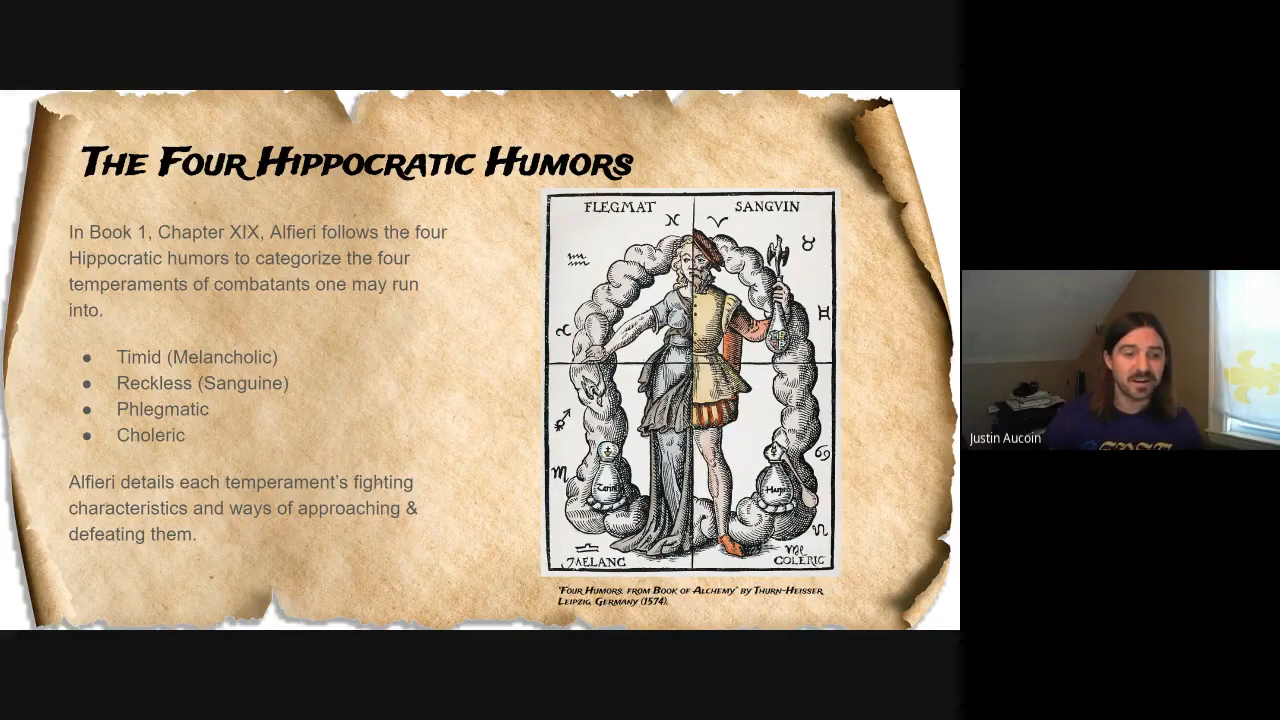 The Four Hippocratic Humors
In Book 1, Chapter XIX, Alfieri follows the four
Hippocratic humors to categorize the four
temperaments of combatants one may run
into.
● Timid (Melancholic)
● Reckless (Sanguine)
● Phlegmatic
● Choleric
Alfieri details each temperament's fighting
characteristics and ways of approaching &
defeating them.
FLEGMAT SANGVIN
COLERIC
"Four Humors, from Book of Alchemy" by Thurn-Heisser,
Leipzig, Germany (1574).
Justin Aucoin